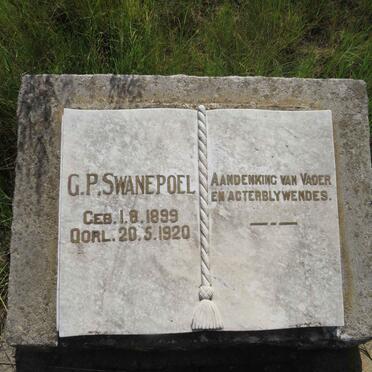 G.P. SWANEPOEL
GEB. 1.8.1899
OORL. 20.5.1920
AANDENKING VAN VADER
EN AGTERBLYWENDES.